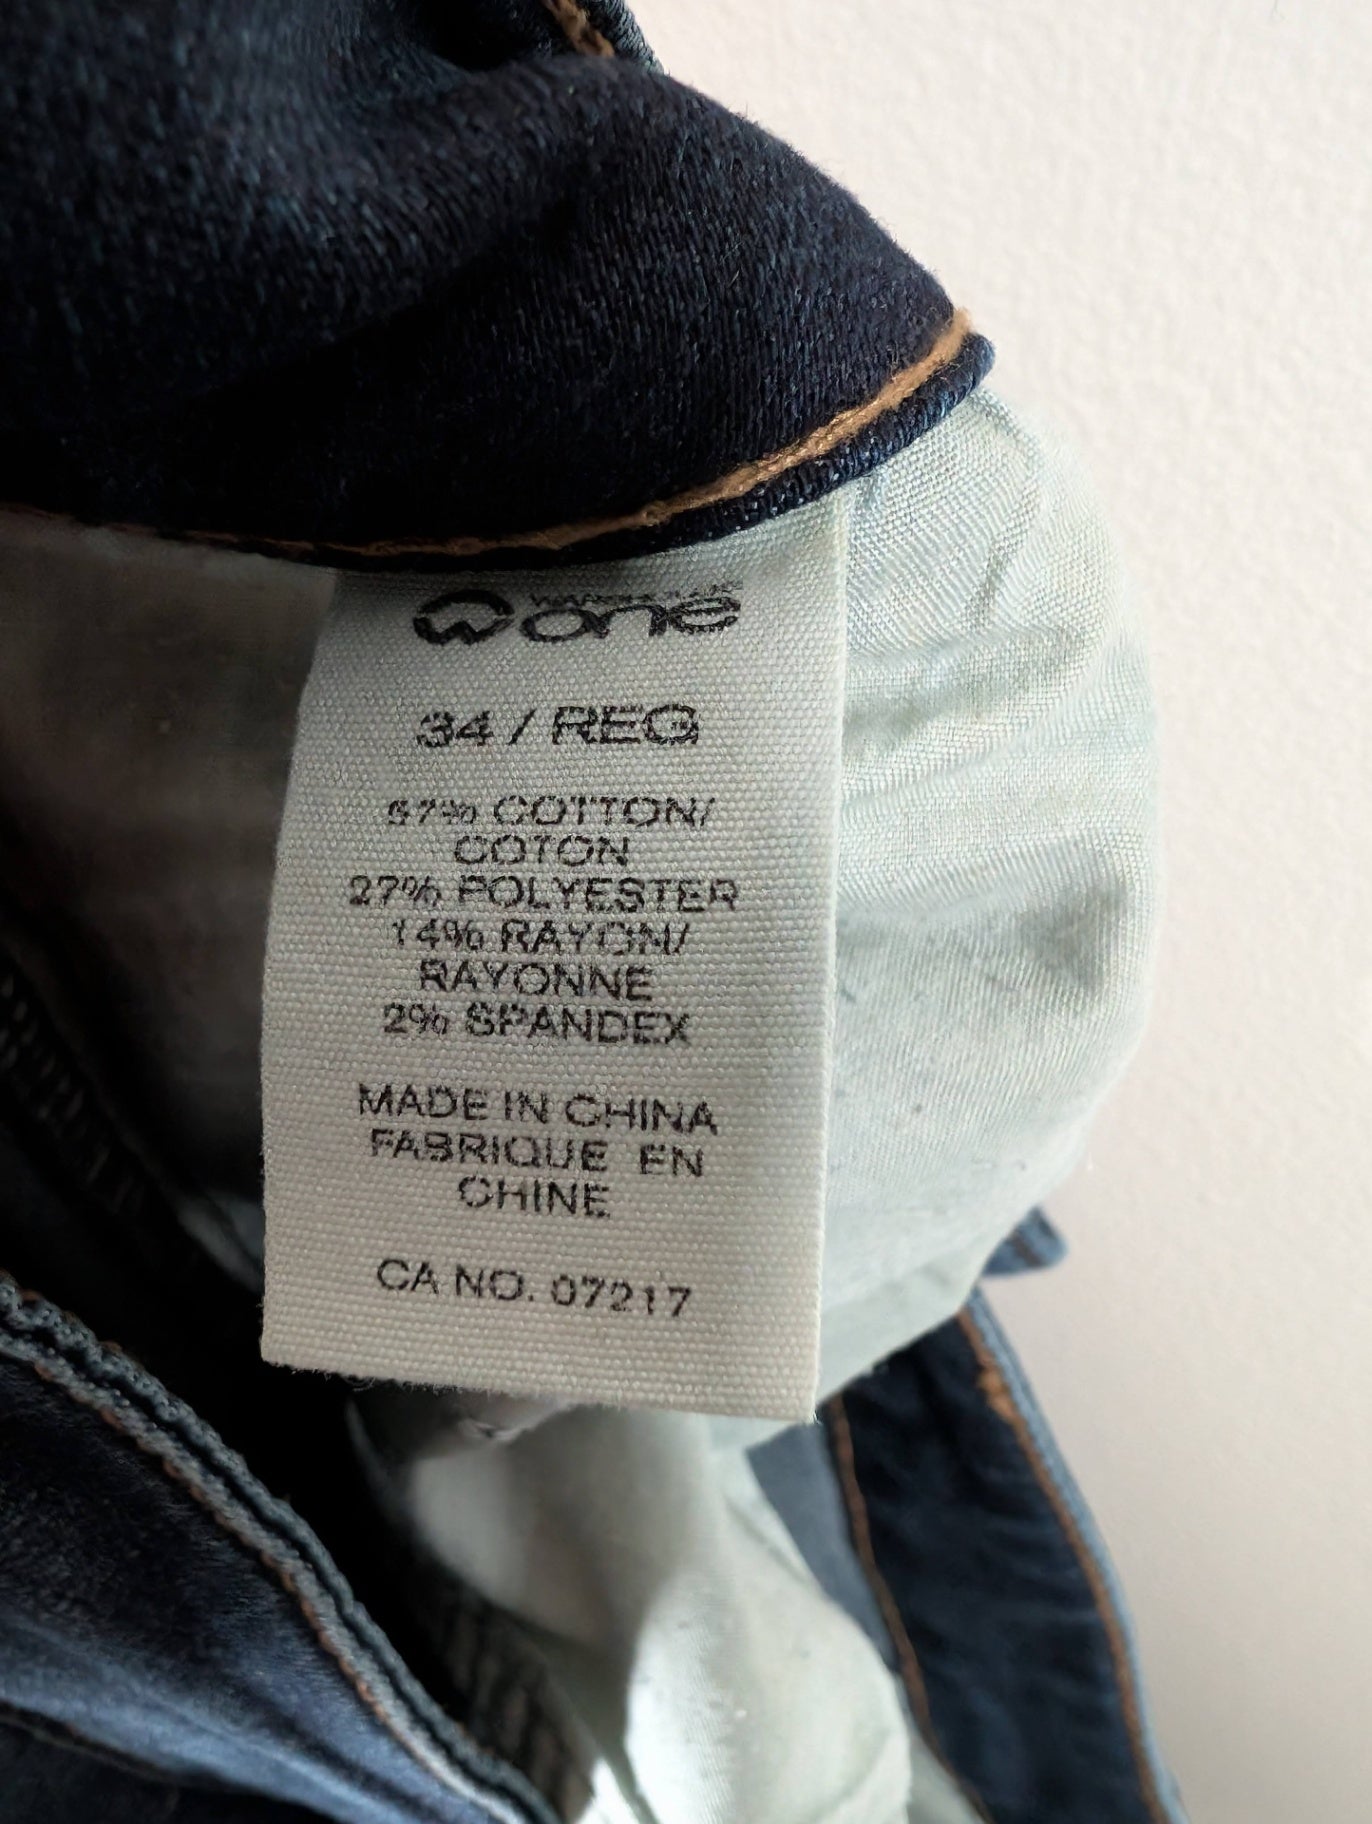 one
34 / REG
57% COTTON/
COTON
27% POLYESTER
14% RAYON/
RAYONNE
2% SPANDEX
MADE IN CHINA
FABRIQUE EN
CHINE
CA NO. 07217